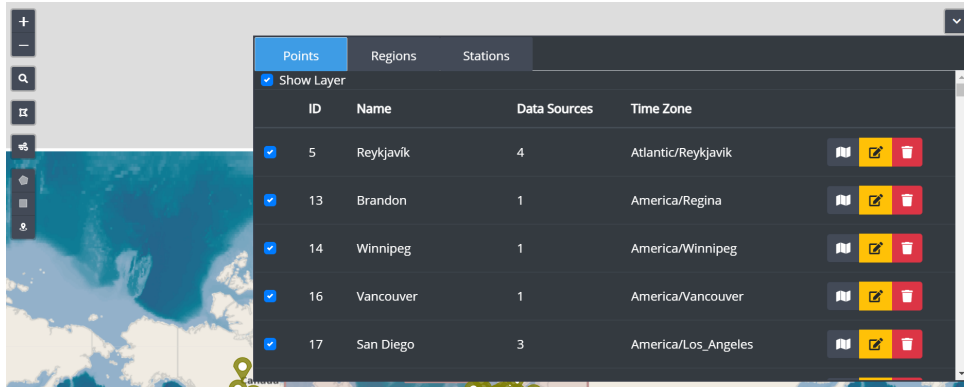 Points Regions Stations
Show Layer
ID Name Data Sources Time Zone
5 Reykjavík 4 Atlantic/Reykjavik
13 Brandon 1 America/Regina
14 Winnipeg 1 America/Winnipeg
16 Vancouver 1 America/Vancouver
17 San Diego 3 America/Los_Angeles
Canada